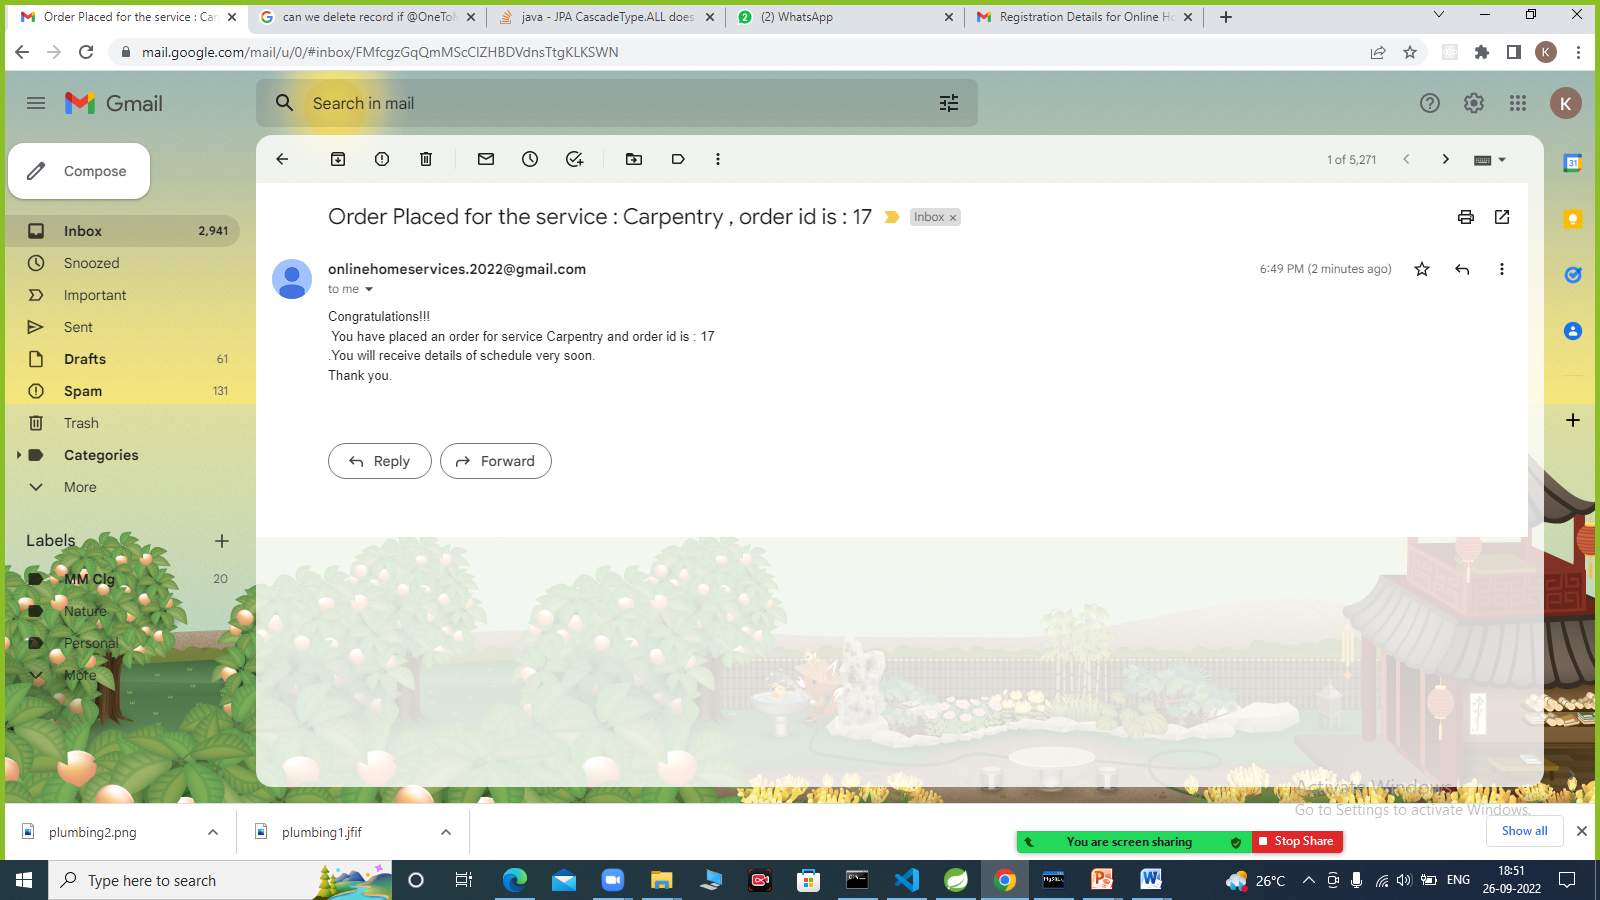 Order Placed for the service : Car
can we delete record if @OneToM
java - JPA CascadeType.ALL does
(2) WhatsApp
Registration Details for Online Ho
mail.google.com/mail/u/0/#inbox/FMfcgzGqQmMScClZHBDVdnsTtgKLKSWN
K
Gmail
Search in mail
K
Compose
1 of 5,271
31
Order Placed for the service : Carpentry , order id is : 17
Inbox ×
Inbox 2,941
Snoozed
Important
Sent
Drafts 61
Spam 131
Trash
Categories
More
onlinehomeservices.2022@gmail.com
6:49 PM (2 minutes ago)
to me
Congratulations!!!
You have placed an order for service Carpentry and order id is : 17
.You will receive details of schedule very soon.
Thank you.
Reply
Forward
Labels
MM Clg 20
Nature
Personal
More
Activate Windows
Go to Settings to activate Windows.
plumbing2.png
plumbing1.jfif
You are screen sharing
Stop Share
Show all
Type here to search
26°C
ENG
18:51
26-09-2022